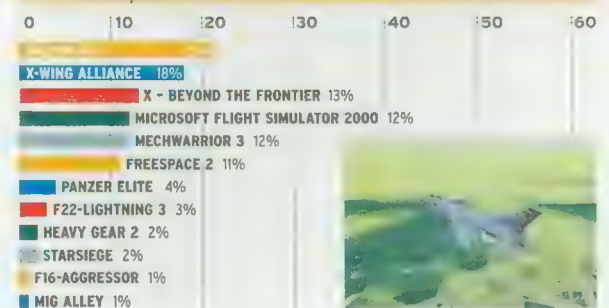 0 10 20 30 40 50 60
X-WING ALLIANCE 18%
X - BEYOND THE FRONTIER 13%
MICROSOFT FLIGHT SIMULATOR 2000 12%
MECHWARRIOR 3 12%
FREESPACE 2 11%
PANZER ELITE 4%
F22-LIGHTNING 3 3%
HEAVY GEAR 2 2%
STARSIEGE 2%
F16-AGGRESSOR 1%
MIG ALLEY 1%